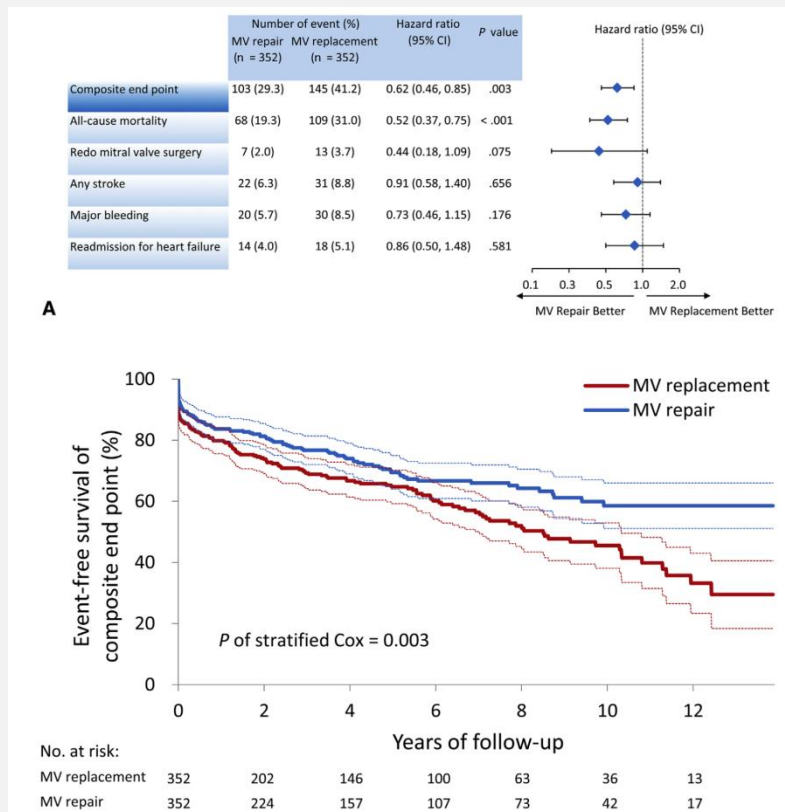 Number of event (%) Hazard ratio P value Hazard ratio (95% CI)
MV repair MV replacement (95% CI)
(n = 352) (n = 352)
Composite end point 103 (29.3) 145 (41.2) 0.62 (0.46, 0.85) .003
All-cause mortality 68 (19.3) 109 (31.0) 0.52 (0.37, 0.75) < .001
Redo mitral valve surgery 7 (2.0) 13 (3.7) 0.44 (0.18, 1.09) .075
Any stroke 22 (6.3) 31 (8.8) 0.91 (0.58, 1.40) .656
Major bleeding 20 (5.7) 30 (8.5) 0.73 (0.46, 1.15) .176
Readmission for heart failure 14 (4.0) 18 (5.1) 0.86 (0.50, 1.48) .581
0.1 0.3 0.5 1.0 2.0
MV Repair Better MV Replacement Better
A
MV replacement
MV repair
Event-free survival of
composite end point (%)
100
80
60
40
20
0
P of stratified Cox = 0.003
0 2 4 6 8 10 12
Years of follow-up
No. at risk:
MV replacement 352 202 146 100 63 36 13
MV repair 352 224 157 107 73 42 17